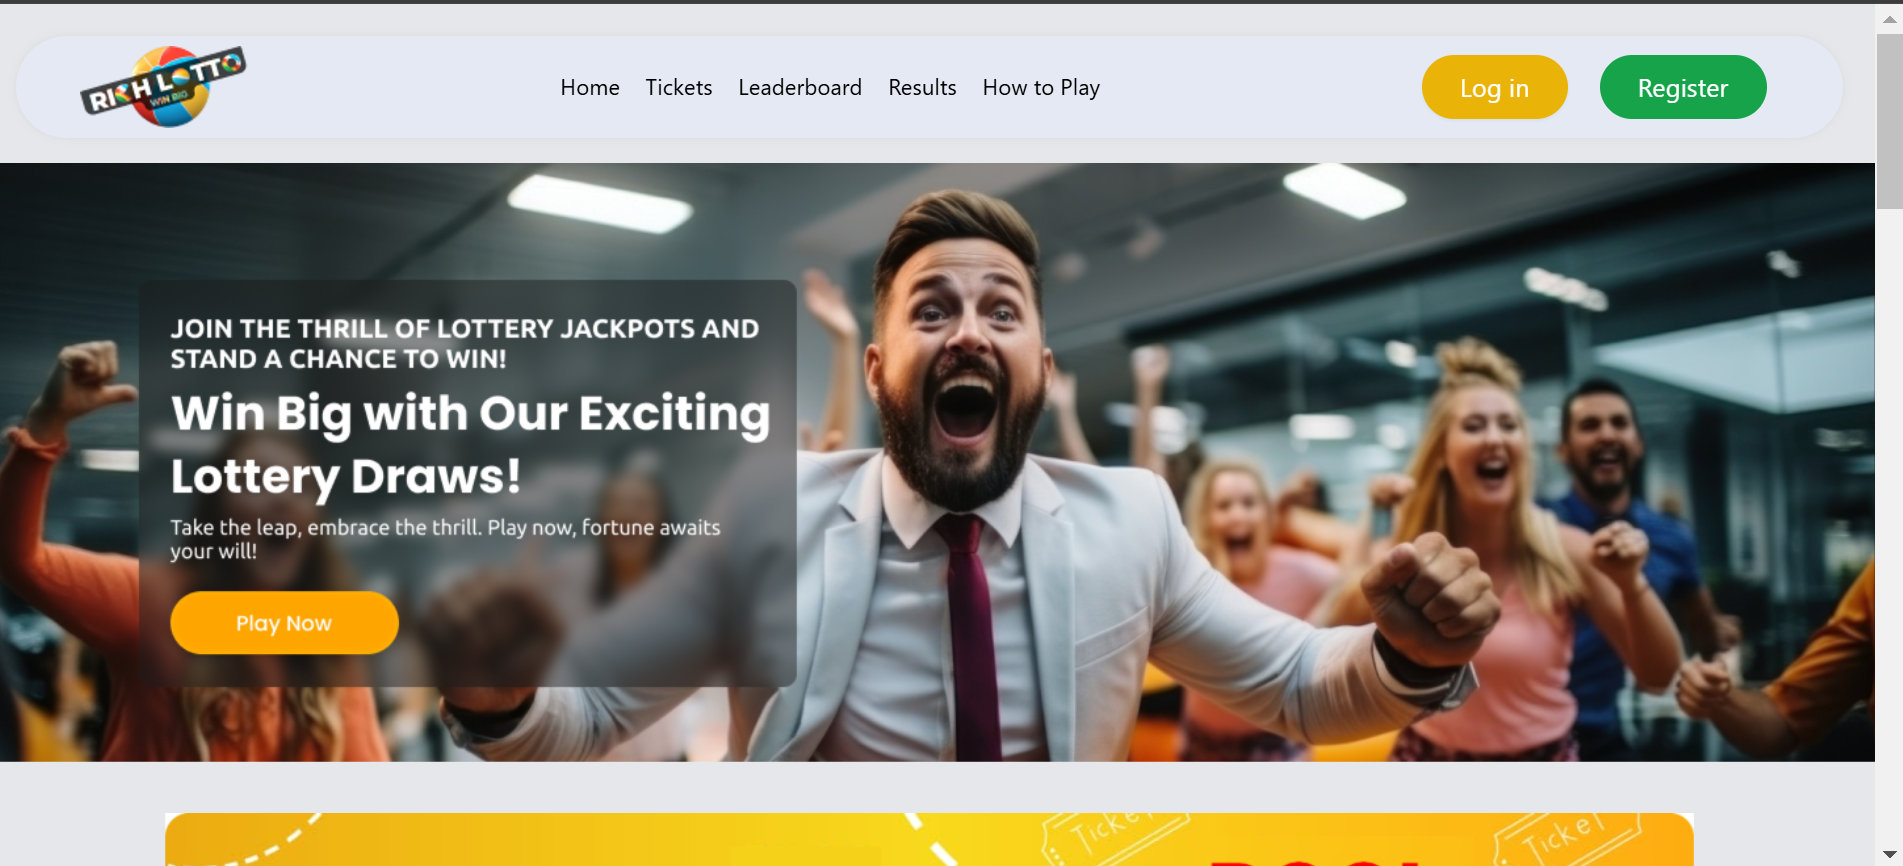 RICH LOTTO
WIN BIG
Home Tickets Leaderboard Results How to Play
Log in
Register
JOIN THE THRILL OF LOTTERY JACKPOTS AND
STAND A CHANCE TO WIN!
Win Big with Our Exciting
Lottery Draws!
Take the leap, embrace the thrill. Play now, fortune awaits
your will!
Play Now
Ticket
Ticket